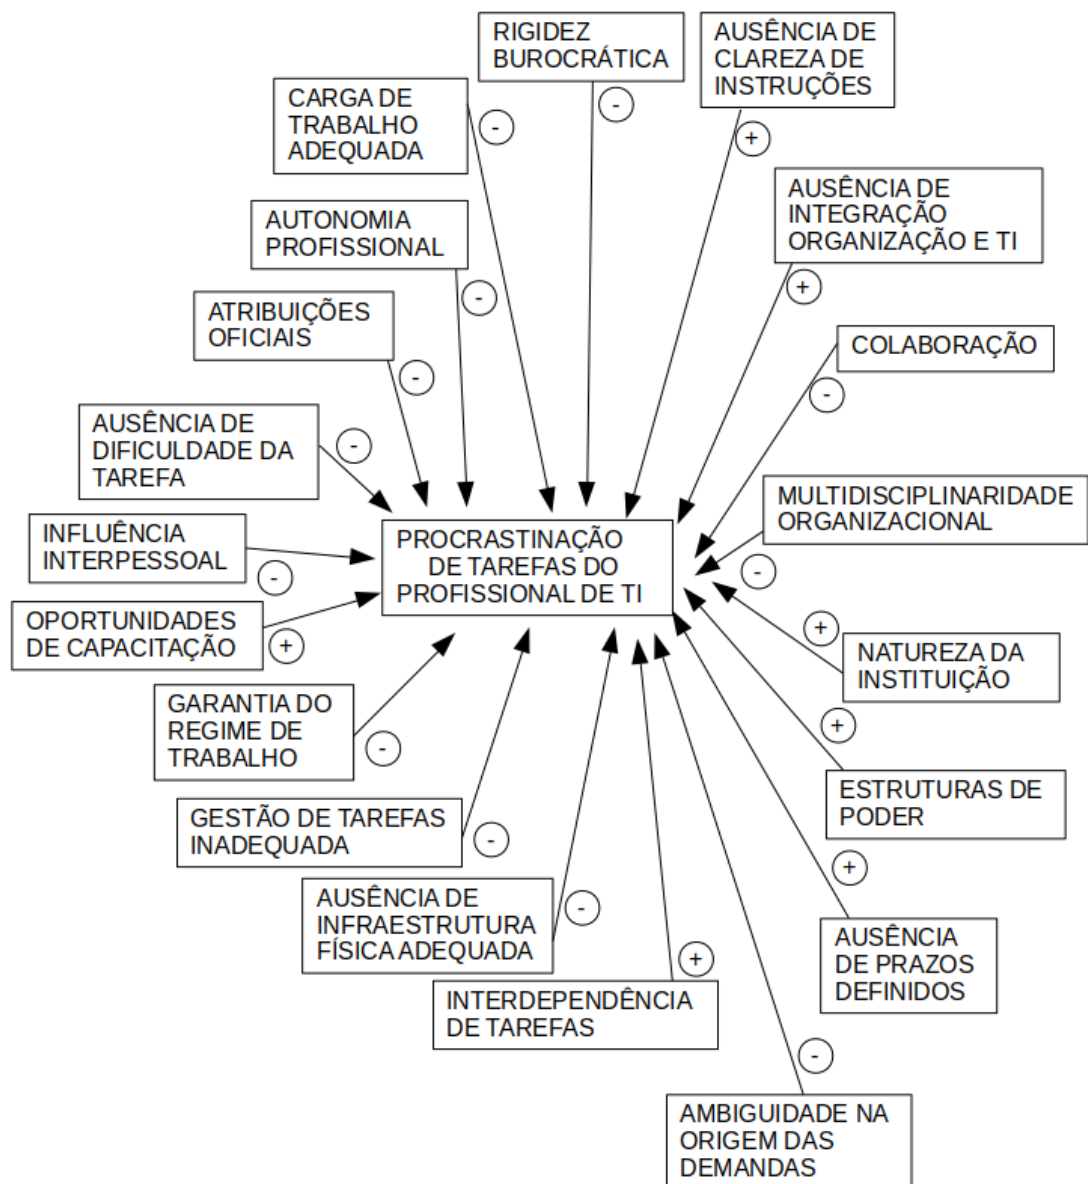 RIGIDEZ
BUROCRÁTICA
-
AUSÊNCIA DE
CLAREZA DE
INSTRUÇÕES
+
CARGA DE
TRABALHO
ADEQUADA
-
AUSÊNCIA DE
INTEGRAÇÃO
ORGANIZAÇÃO E TI
+
AUTONOMIA
PROFISSIONAL
-
ATRIBUIÇÕES
OFICIAIS
-
COLABORAÇÃO
-
AUSÊNCIA DE
DIFICULDADE DA
TAREFA
-
MULTIDISCIPLINARIDADE
ORGANIZACIONAL
-
INFLUÊNCIA
INTERPESSOAL
-
PROCRASTINAÇÃO
DE TAREFAS DO
PROFISSIONAL DE TI
OPORTUNIDADES
DE CAPACITAÇÃO
+
NATUREZA DA
INSTITUIÇÃO
+
GARANTIA DO
REGIME DE
TRABALHO
-
ESTRUTURAS DE
PODER
+
GESTÃO DE TAREFAS
INADEQUADA
-
AUSÊNCIA DE
INFRAESTRUTURA
FÍSICA ADEQUADA
-
AUSÊNCIA
DE PRAZOS
DEFINIDOS
+
INTERDEPENDÊNCIA
DE TAREFAS
+
AMBIGUIDADE NA
ORIGEM DAS
DEMANDAS
-